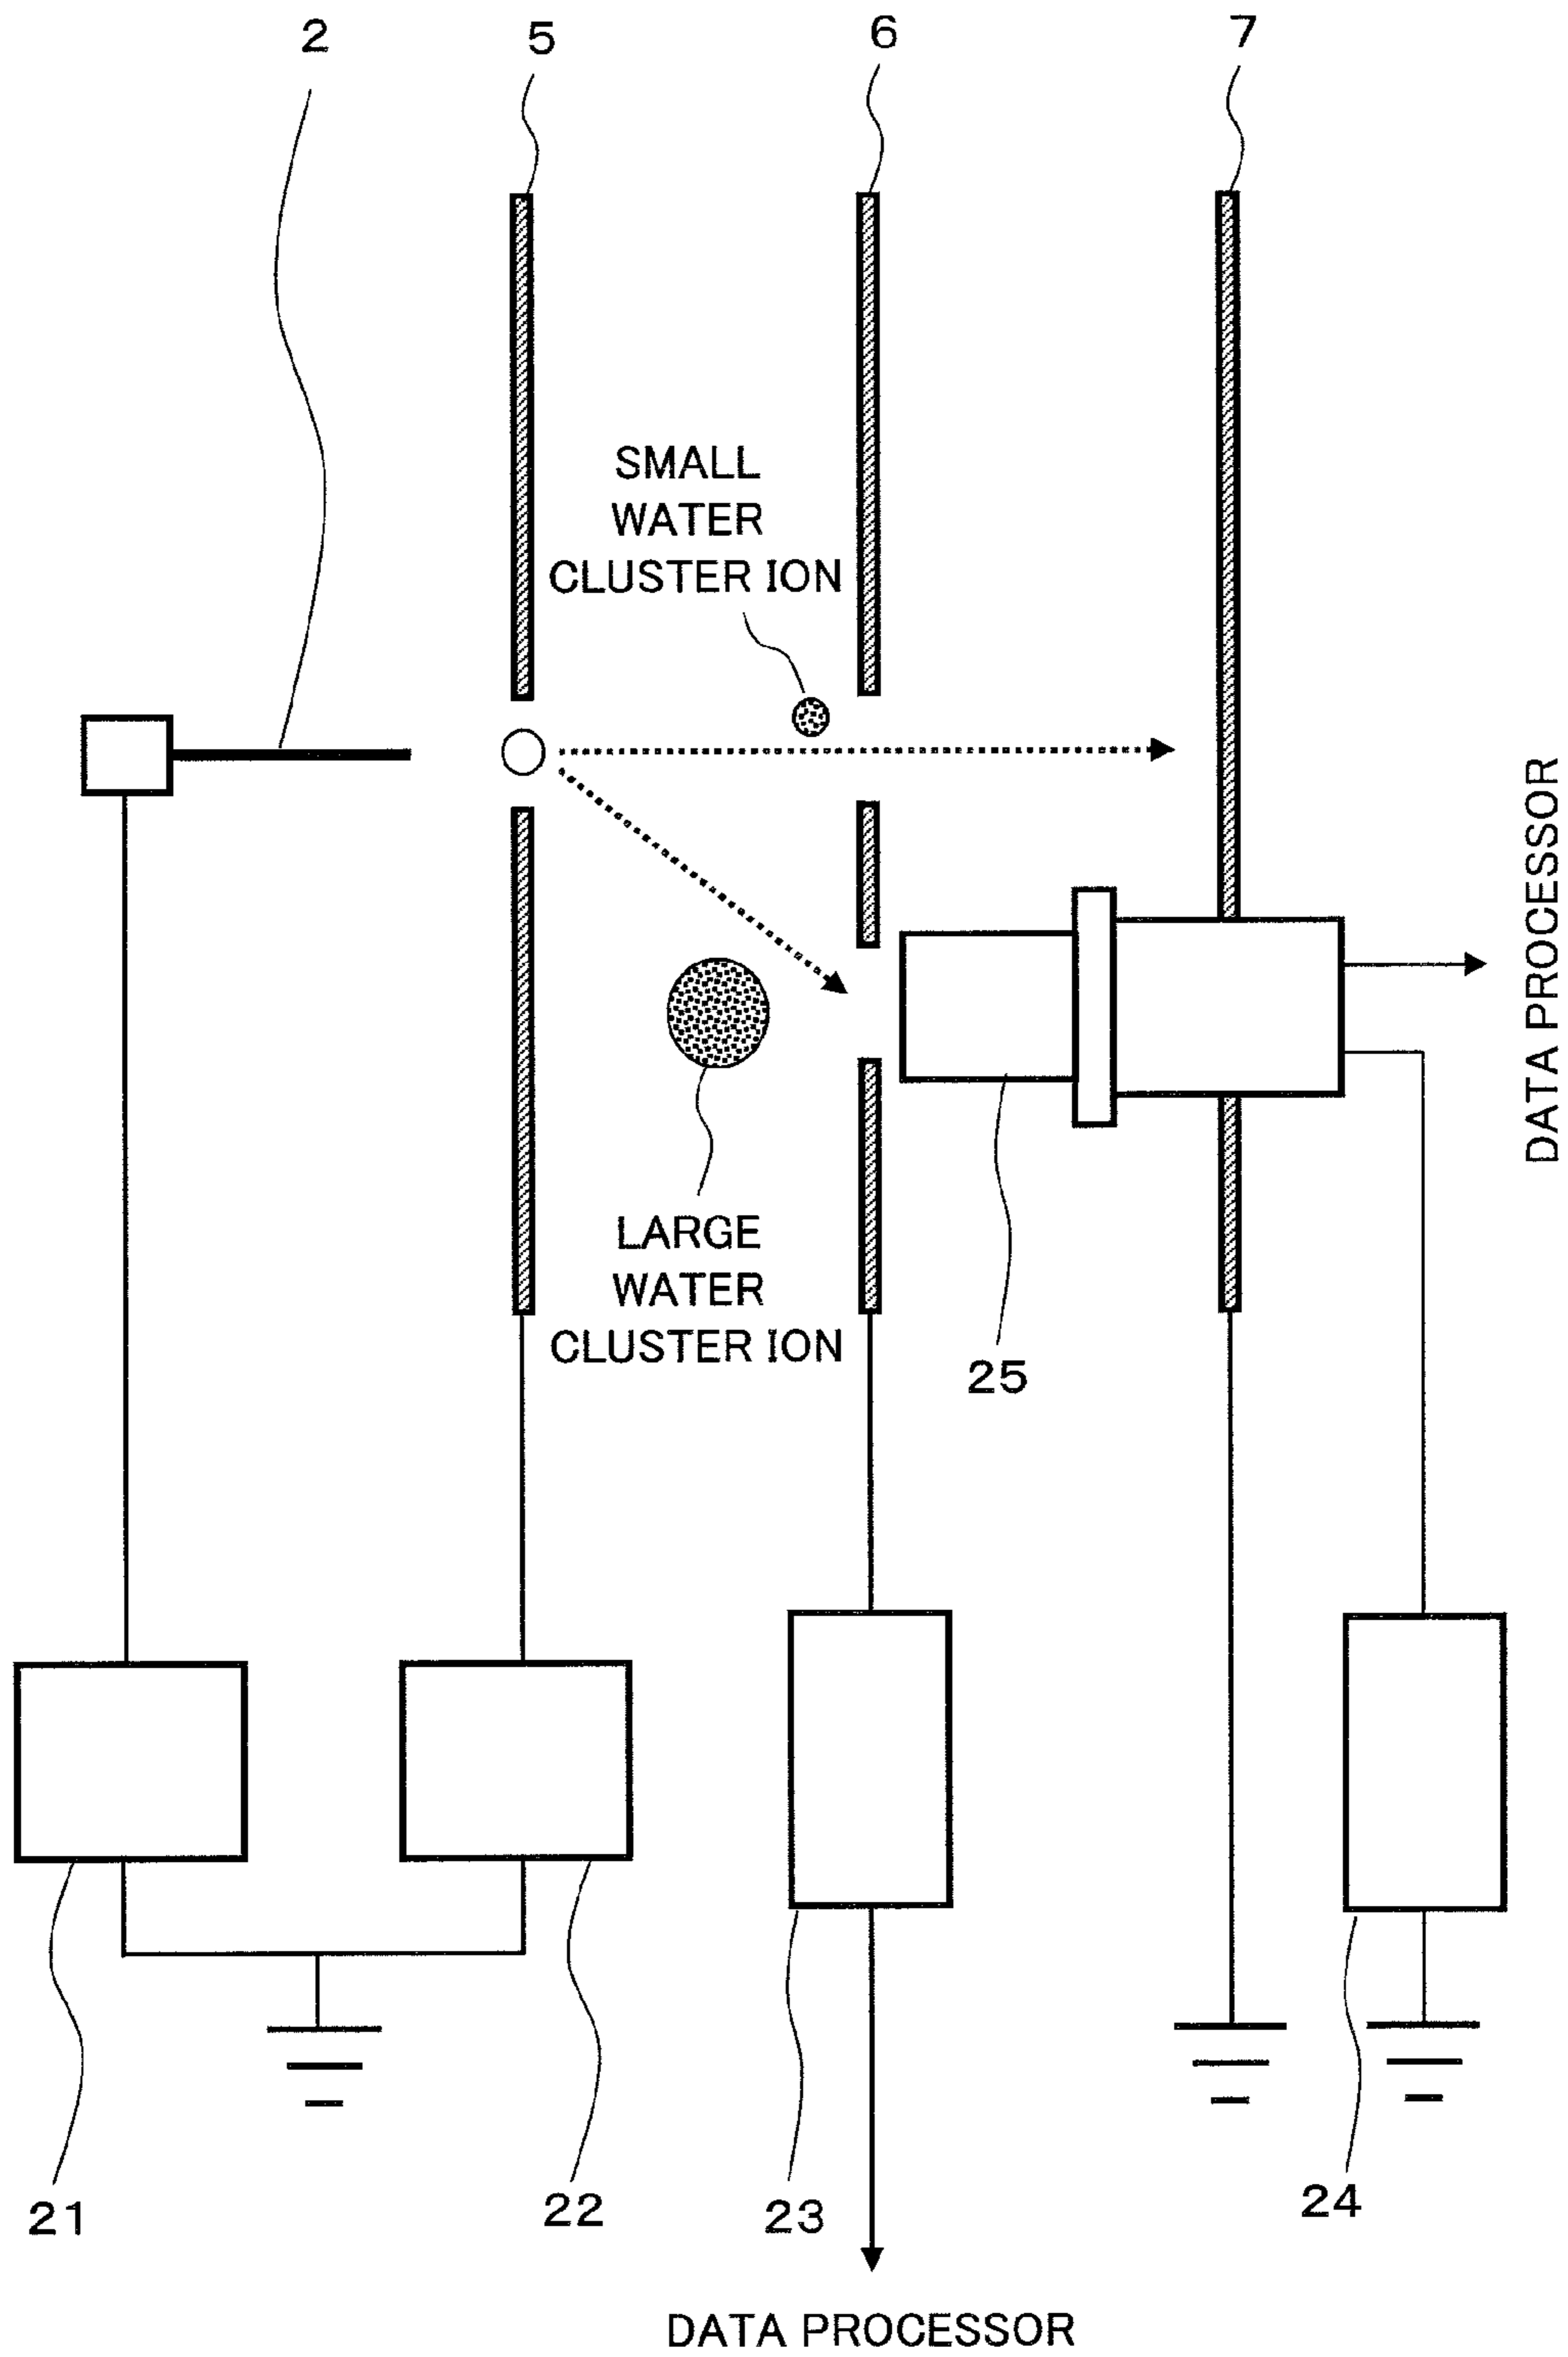 2
5
6
7
SMALL
WATER
CLUSTER ION
DATA PROCESSOR
LARGE
WATER
CLUSTER ION
25
21
22
23
24
DATA PROCESSOR